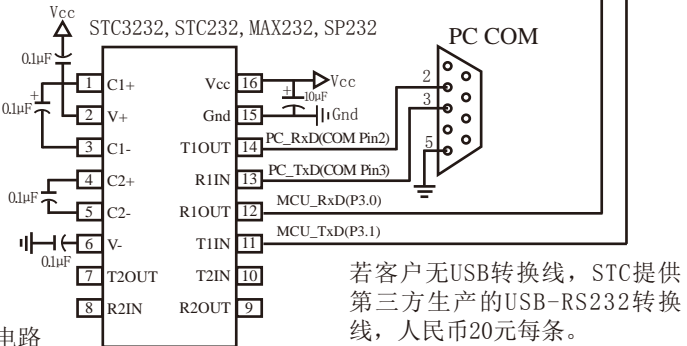 Vcc
STC3232, STC232, MAX232, SP232
PC COM
0.1μF
1 C1+ Vcc 16 Vcc
0.1μF + + 10μF
2 V+ Gnd 15 Gnd
3 C1- T1OUT 14 PC_RxD(COM Pin2)
4 C2+ R1IN 13 PC_TxD(COM Pin3)
0.1μF
5 C2- R1OUT 12 MCU_RxD(P3.0)
6 V- T1IN 11 MCU_TxD(P3.1)
0.1μF
7 T2OUT T2IN 10
8 R2IN R2OUT 9
2
3
5
若客户无USB转换线，STC提供
第三方生产的USB-RS232转换
线，人民币20元每条。
电路